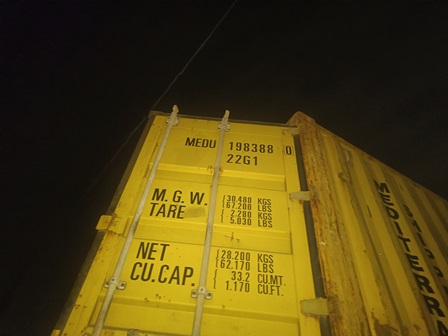 MEDU 198388 0
22G1
M.G.W. 30.480 KGS
67.200 LBS
TARE 2.280 KGS
5.030 LBS
NET 28.200 KGS
62.170 LBS
CU.CAP. 33.2 CU.MT.
1.170 CU.FT.
MEDITERR